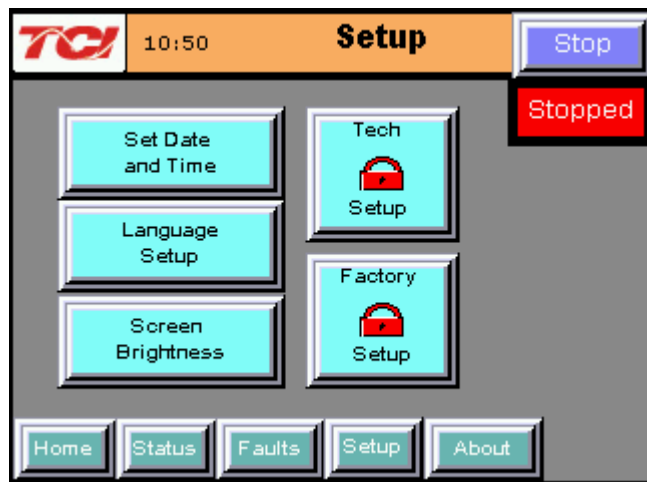 TCI
10:50
Setup
Stop
Stopped
Set Date
and Time
Language
Setup
Screen
Brightness
Tech
Setup
Factory
Setup
Home
Status
Faults
Setup
About